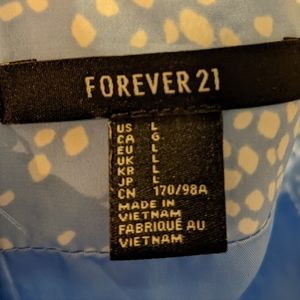 FOREVER 21
US L
CA G
EU L
UK L
KR L
JP L
CN 170/98A
MADE IN
VIETNAM
FABRIQUÉ AU
VIETNAM